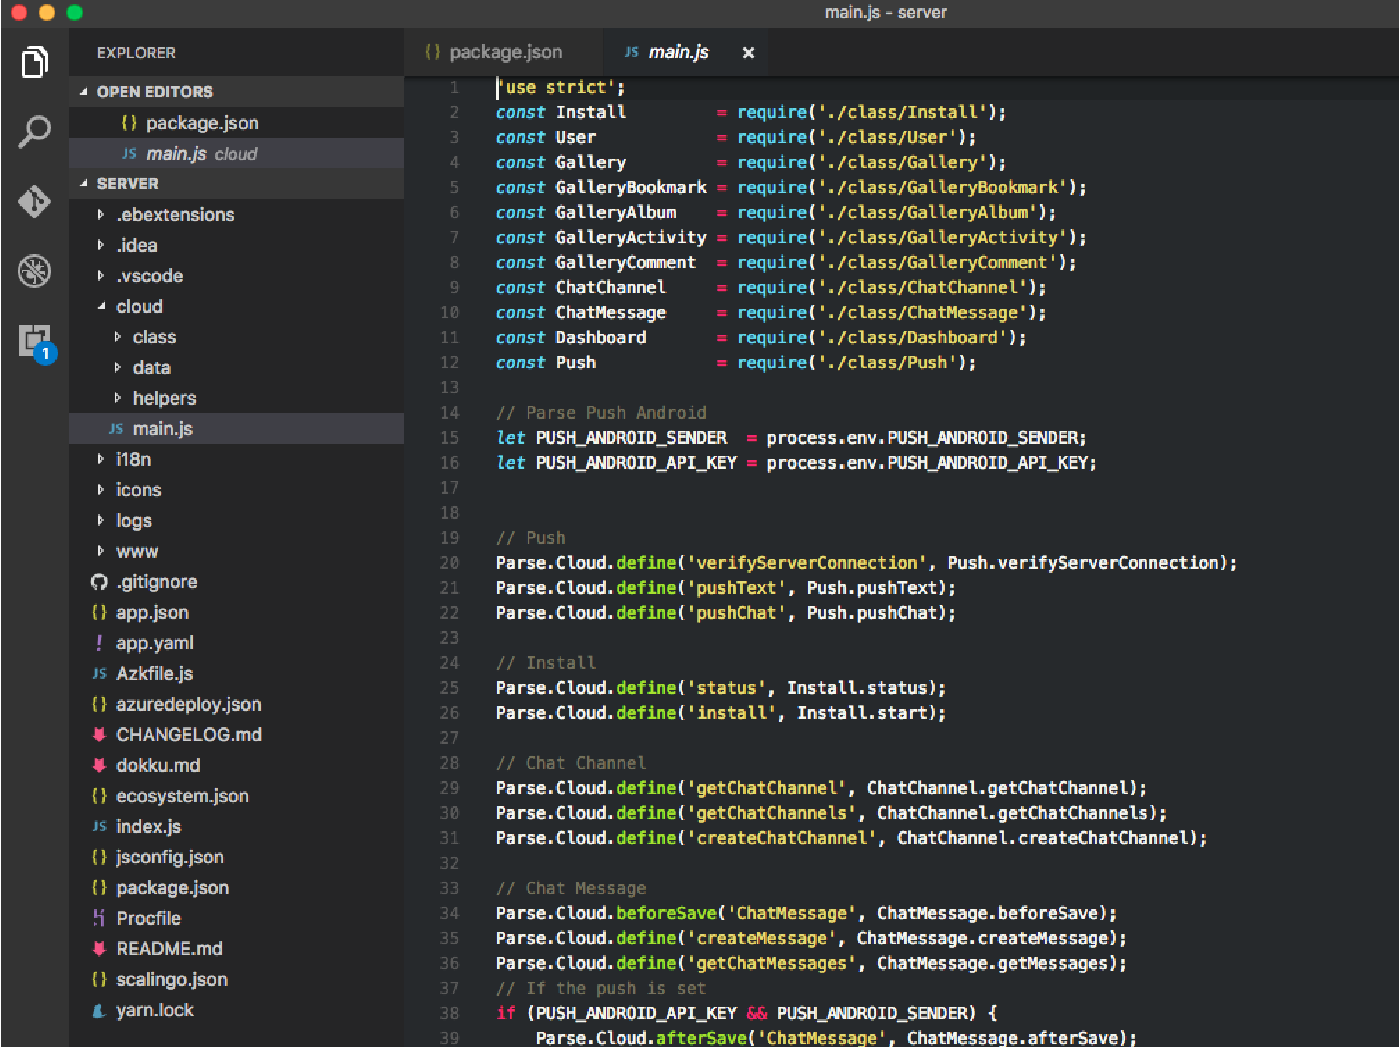 main.js - server
EXPLORER
OPEN EDITORS
{} package.json
JS main.js cloud
SERVER
.ebextensions
.idea
.vscode
cloud
class
data
helpers
JS main.js
i18n
icons
logs
www
.gitignore
{} app.json
! app.yaml
JS Azkfile.js
{} azuredeploy.json
CHANGELOG.md
dokku.md
{} ecosystem.json
JS index.js
{} jsconfig.json
{} package.json
Procfile
README.md
{} scalingo.json
yarn.lock
1
{} package.json JS main.js ×
1 'use strict';
2 const Install = require('./class/Install');
3 const User = require('./class/User');
4 const Gallery = require('./class/Gallery');
5 const GalleryBookmark = require('./class/GalleryBookmark');
6 const GalleryAlbum = require('./class/GalleryAlbum');
7 const GalleryActivity = require('./class/GalleryActivity');
8 const GalleryComment = require('./class/GalleryComment');
9 const ChatChannel = require('./class/ChatChannel');
10 const ChatMessage = require('./class/ChatMessage');
11 const Dashboard = require('./class/Dashboard');
12 const Push = require('./class/Push');
13
14 // Parse Push Android
15 let PUSH_ANDROID_SENDER = process.env.PUSH_ANDROID_SENDER;
16 let PUSH_ANDROID_API_KEY = process.env.PUSH_ANDROID_API_KEY;
17
18
19 // Push
20 Parse.Cloud.define('verifyServerConnection', Push.verifyServerConnection);
21 Parse.Cloud.define('pushText', Push.pushText);
22 Parse.Cloud.define('pushChat', Push.pushChat);
23
24 // Install
25 Parse.Cloud.define('status', Install.status);
26 Parse.Cloud.define('install', Install.start);
27
28 // Chat Channel
29 Parse.Cloud.define('getChatChannel', ChatChannel.getChatChannel);
30 Parse.Cloud.define('getChatChannels', ChatChannel.getChatChannels);
31 Parse.Cloud.define('createChatChannel', ChatChannel.createChatChannel);
32
33 // Chat Message
34 Parse.Cloud.beforeSave('ChatMessage', ChatMessage.beforeSave);
35 Parse.Cloud.define('createMessage', ChatMessage.createMessage);
36 Parse.Cloud.define('getChatMessages', ChatMessage.getMessages);
37 // If the push is set
38 if (PUSH_ANDROID_API_KEY && PUSH_ANDROID_SENDER) {
39 Parse.Cloud.afterSave('ChatMessage', ChatMessage.afterSave);